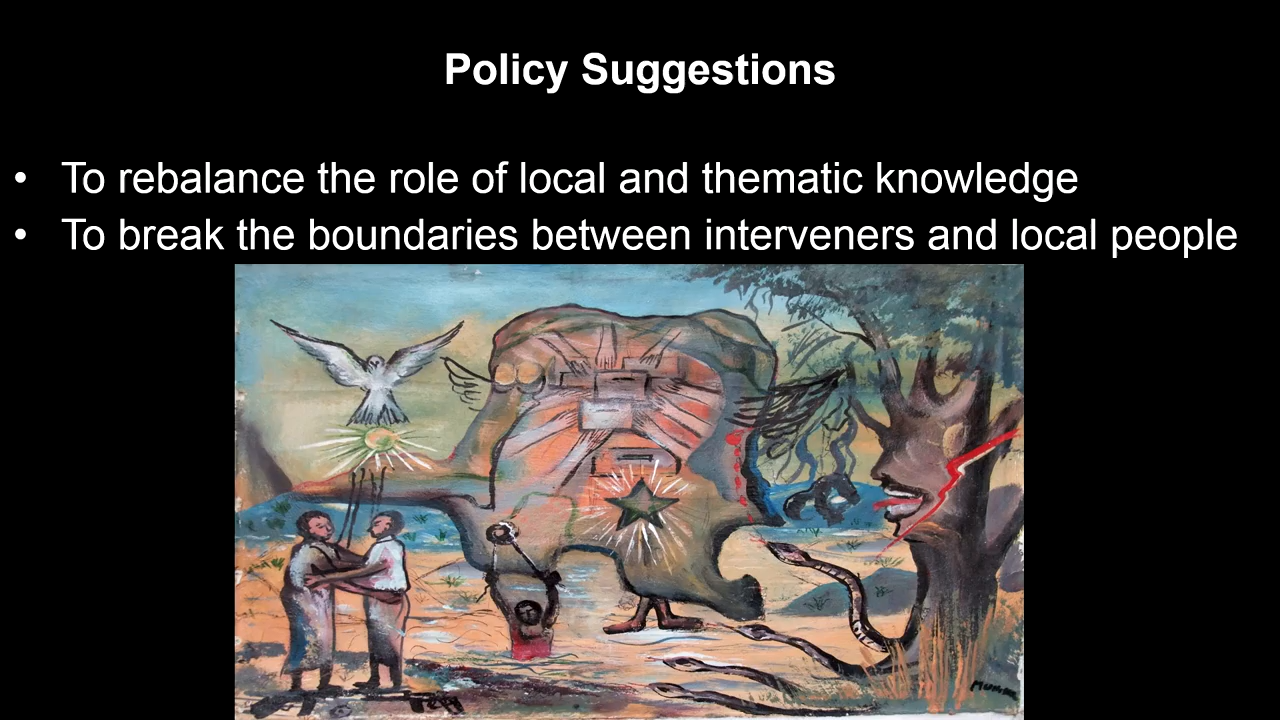 Policy Suggestions
• To rebalance the role of local and thematic knowledge
• To break the boundaries between interveners and local people